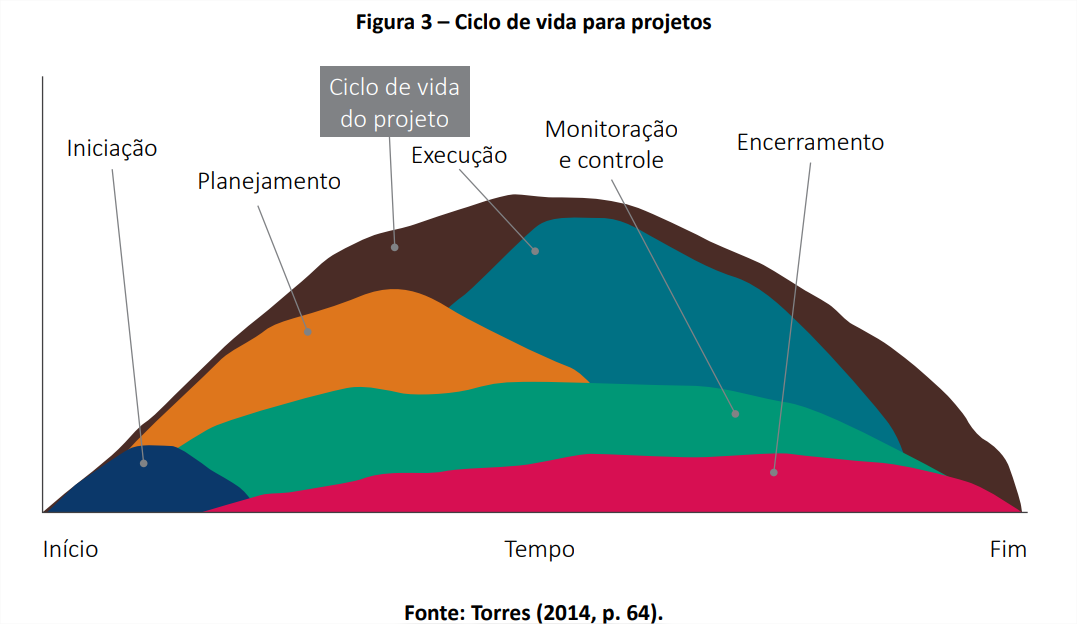 Figura 3 – Ciclo de vida para projetos
Ciclo de vida
do projeto
Iniciação
Planejamento
Execução
Monitoração
e controle
Encerramento
Início
Tempo
Fim
Fonte: Torres (2014, p. 64).